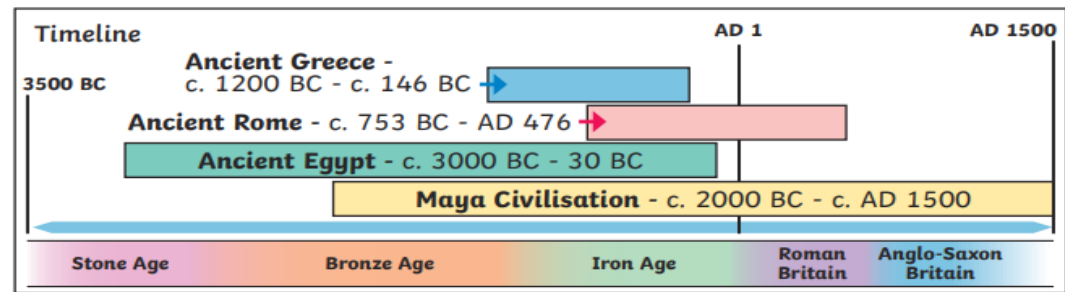 Timeline
AD 1
AD 1500
3500 BC
Ancient Greece -
c. 1200 BC - c. 146 BC
Ancient Rome - c. 753 BC - AD 476
Ancient Egypt - c. 3000 BC - 30 BC
Maya Civilisation - c. 2000 BC - c. AD 1500
Stone Age
Bronze Age
Iron Age
Roman
Britain
Anglo-Saxon
Britain